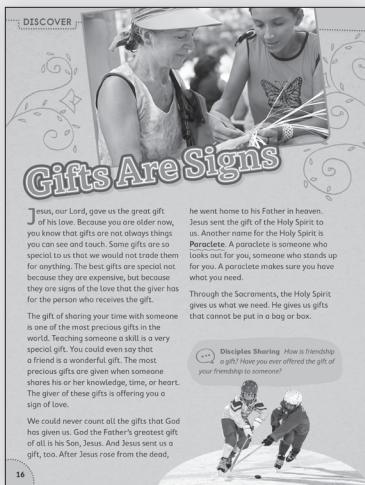 DISCOVER
Gifts Are Signs
Jesus, our Lord, gave us the great gift
of his love. Because you are older now,
you know that gifts are not always things
you can see and touch. Some gifts are so
special to us that we would not trade them
for anything. The best gifts are special not
because they are expensive, but because
they are signs of the love that the giver has
for the person who receives the gift.
The gift of sharing your time with someone
is one of the most precious gifts in the
world. Teaching someone a skill is a very
special gift. You could even say that
a friend is a wonderful gift. The most
precious gifts are given when someone
shares his or her knowledge, time, or heart.
The giver of these gifts is offering you a
sign of love.
We could never count all the gifts that God
has given us. God the Father's greatest gift
of all is his Son, Jesus. And Jesus sent us a
gift, too. After Jesus rose from the dead,
he went home to his Father in heaven.
Jesus sent the gift of the Holy Spirit to
us. Another name for the Holy Spirit is
Paraclete. A paraclete is someone who
looks out for you, someone who stands up
for you. A paraclete makes sure you have
what you need.
Through the Sacraments, the Holy Spirit
gives us what we need. He gives us gifts
that cannot be put in a bag or box.
Disciples Sharing How is friendship
a gift? Have you ever offered the gift of
your friendship to someone?
16